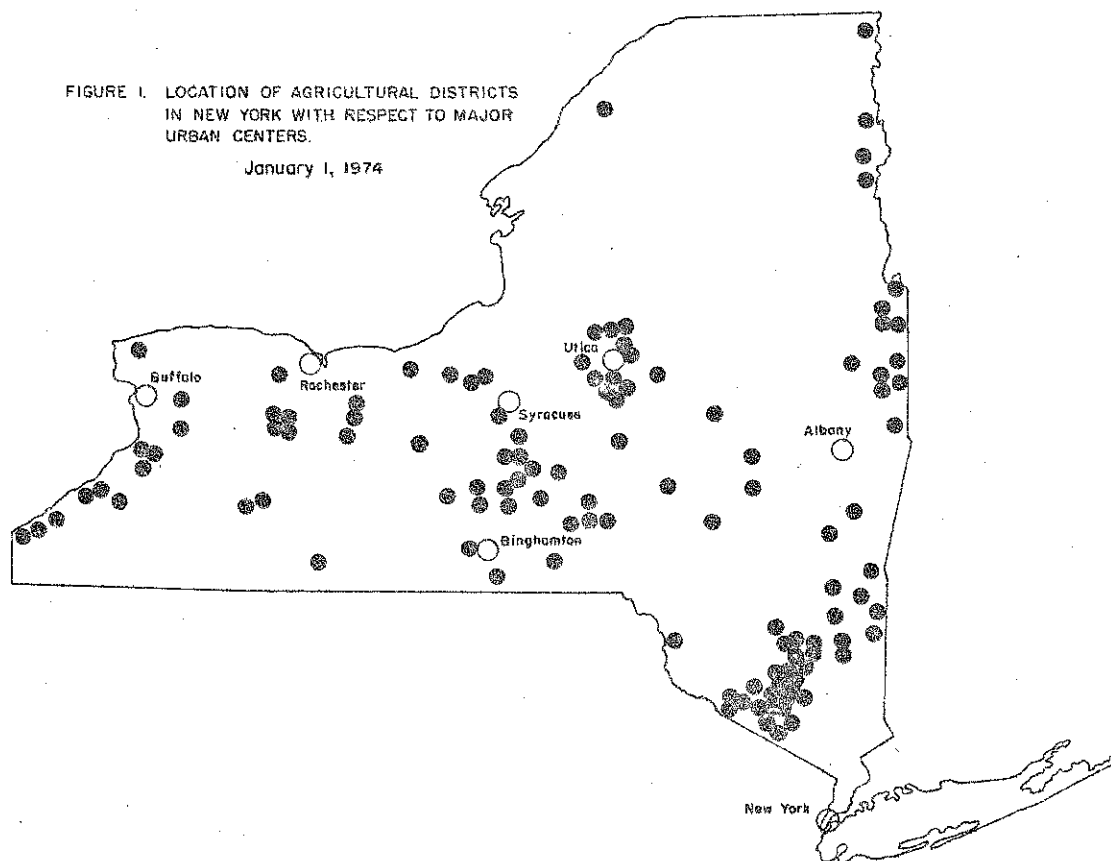 FIGURE 1. LOCATION OF AGRICULTURAL DISTRICTS
IN NEW YORK WITH RESPECT TO MAJOR
URBAN CENTERS.
January 1, 1974
Utica
Buffalo
Rochester
Syracuse
Albany
Binghamton
New York